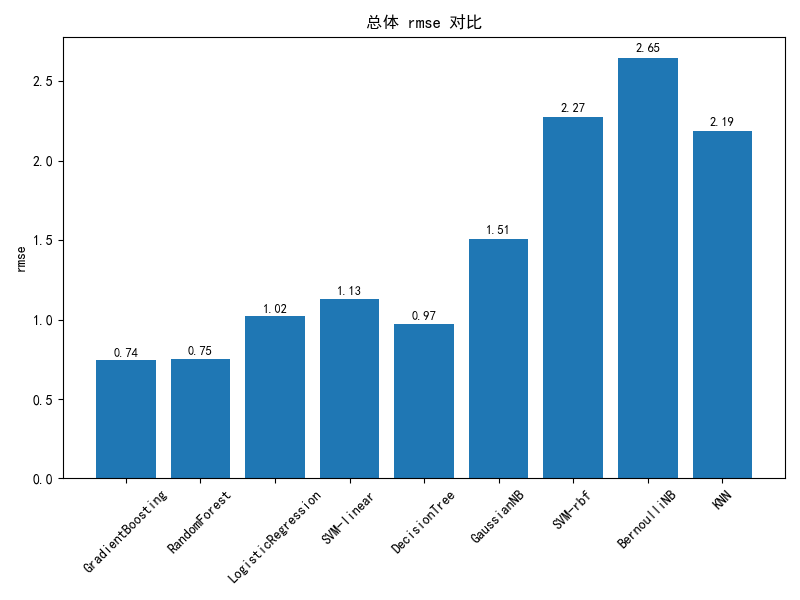 总体 rmse 对比
rmse
2.5
2.0
1.5
1.0
0.5
0.0
0.74
0.75
1.02
1.13
0.97
1.51
2.27
2.65
2.19
GradientBoosting
RandomForest
LogisticRegression
SVM-linear
DecisionTree
GaussianNB
SVM-rbf
BernoulliNB
KNN